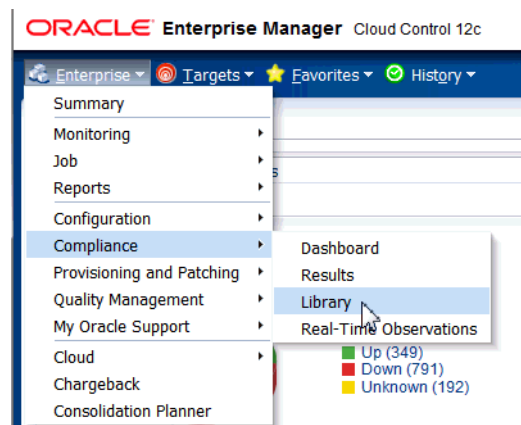 ORACLE Enterprise Manager Cloud Control 12c
Enterprise Targets Favorites History
Summary
Monitoring
Job
Reports
Configuration
Compliance
Provisioning and Patching
Quality Management
My Oracle Support
Cloud
Chargeback
Consolidation Planner
Dashboard
Results
Library
Real-Time Observations
Up (349)
Down (791)
Unknown (192)